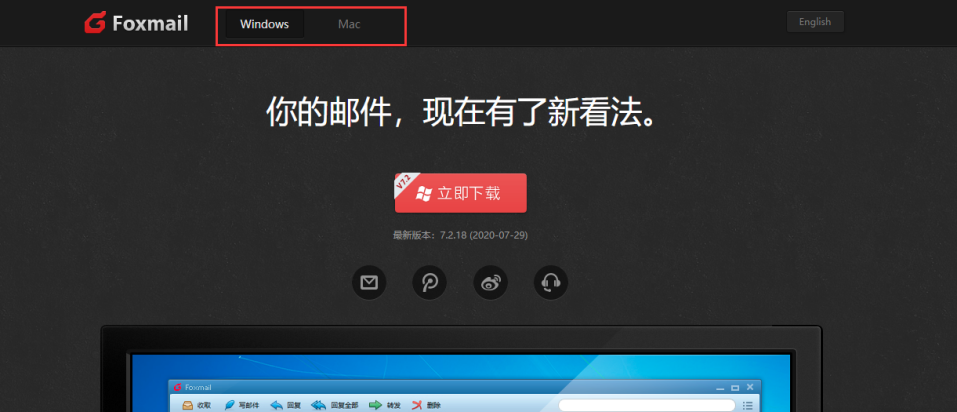 Foxmail Windows Mac English
你的邮件，现在有了新看法。
V7.2 立即下载
最新版本：7.2.18 (2020-07-29)
Foxmail
收取 写邮件 回复 回复全部 转发 删除